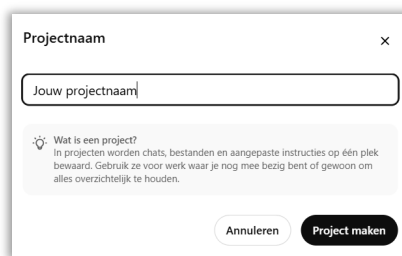 Projectnaam
Jouw projectnaam
Wat is een project?
In projecten worden chats, bestanden en aangepaste instructies op één plek
bewaard. Gebruik ze voor werk waar je nog mee bezig bent of gewoon om
alles overzichtelijk te houden.
Annuleren Project maken